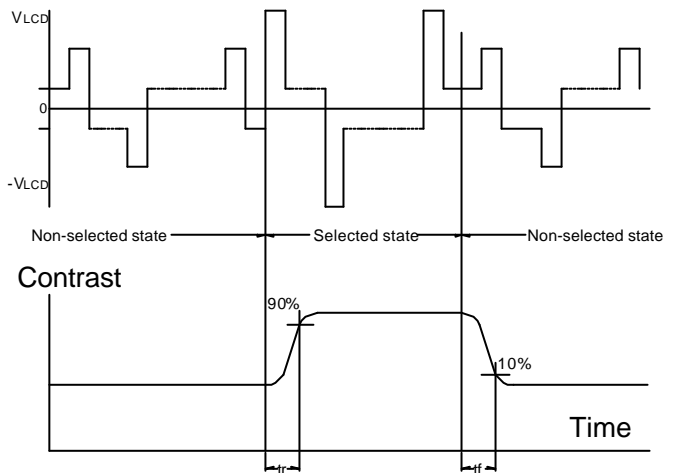 VLCD
0
-VLCD
Non-selected state
Selected state
Non-selected state
Contrast
90%
10%
Time
tr
tf